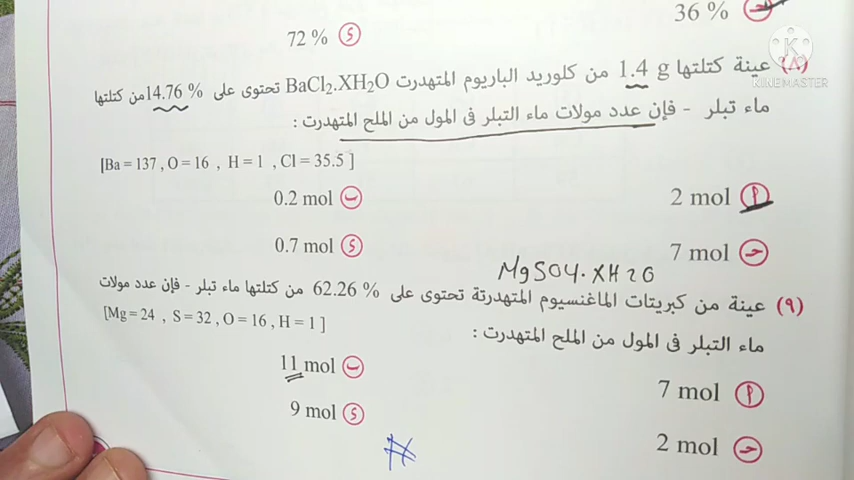 36 % ⓗ
72 % ⓢ
(٨) عينة كتلتها 1.4 g من كلوريد الباريوم المتهدرت BaCl₂.XH₂O تحتوى على 14.76 % من كتلتها
ماء تبلر - فإن عدد مولات ماء التبلر فى المول من الملح المتهدرت :
[Ba = 137 , O = 16 , H = 1 , Cl = 35.5 ]
أ 2 mol
ب 0.2 mol
حـ 7 mol
ى 0.7 mol
MgSO4.XH2O
(٩) عينة من كبريتات الماغنسيوم المتهدرتة تحتوى على 62.26 % من كتلتها ماء تبلر - فإن عدد مولات
ماء التبلر فى المول من الملح المتهدرت :
[Mg = 24 , S = 32 , O = 16 , H = 1 ]
أ 7 mol
ب 11 mol
حـ 2 mol
ى 9 mol
K
KINEMASTER